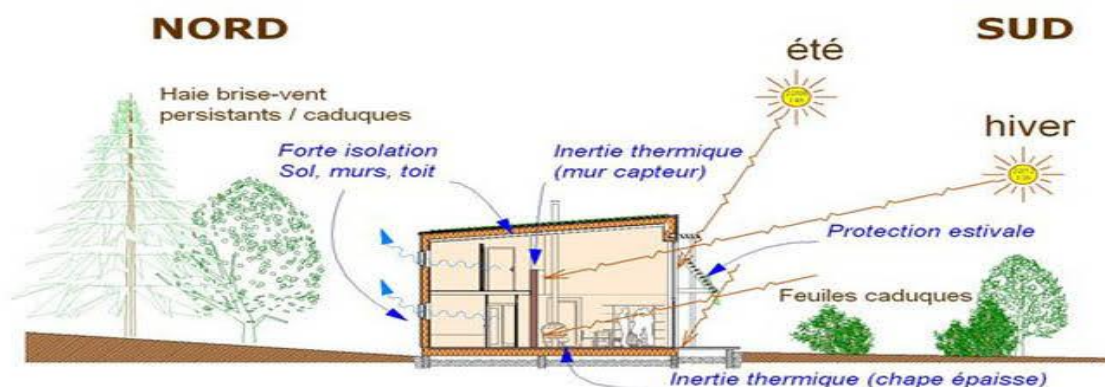 NORD
SUD
été
Haie brise-vent
persistants / caduques
hiver
Forte isolation
Sol, murs, toit
Inertie thermique
(mur capteur)
Protection estivale
Feuiles caduques
Inertie thermique (chape épaisse)